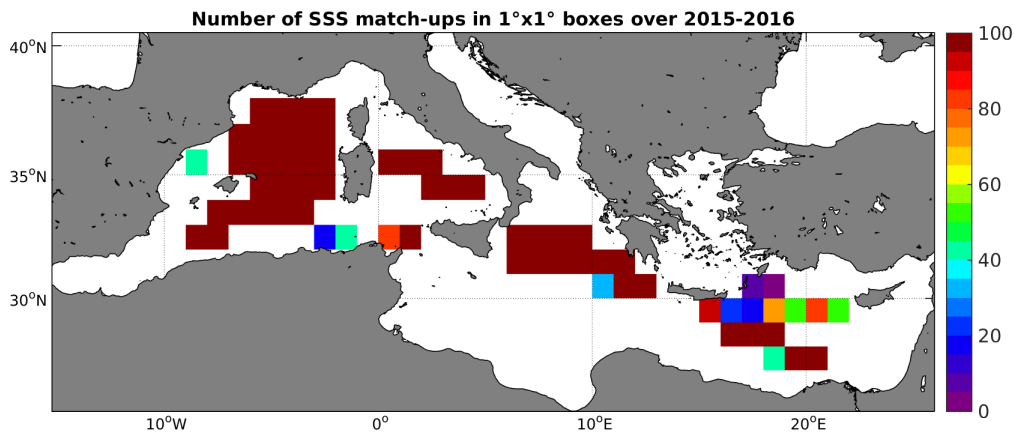 Number of SSS match-ups in 1°x1° boxes over 2015-2016
40°N
35°N
30°N
10°W
0°
10°E
20°E
100
80
60
40
20
0